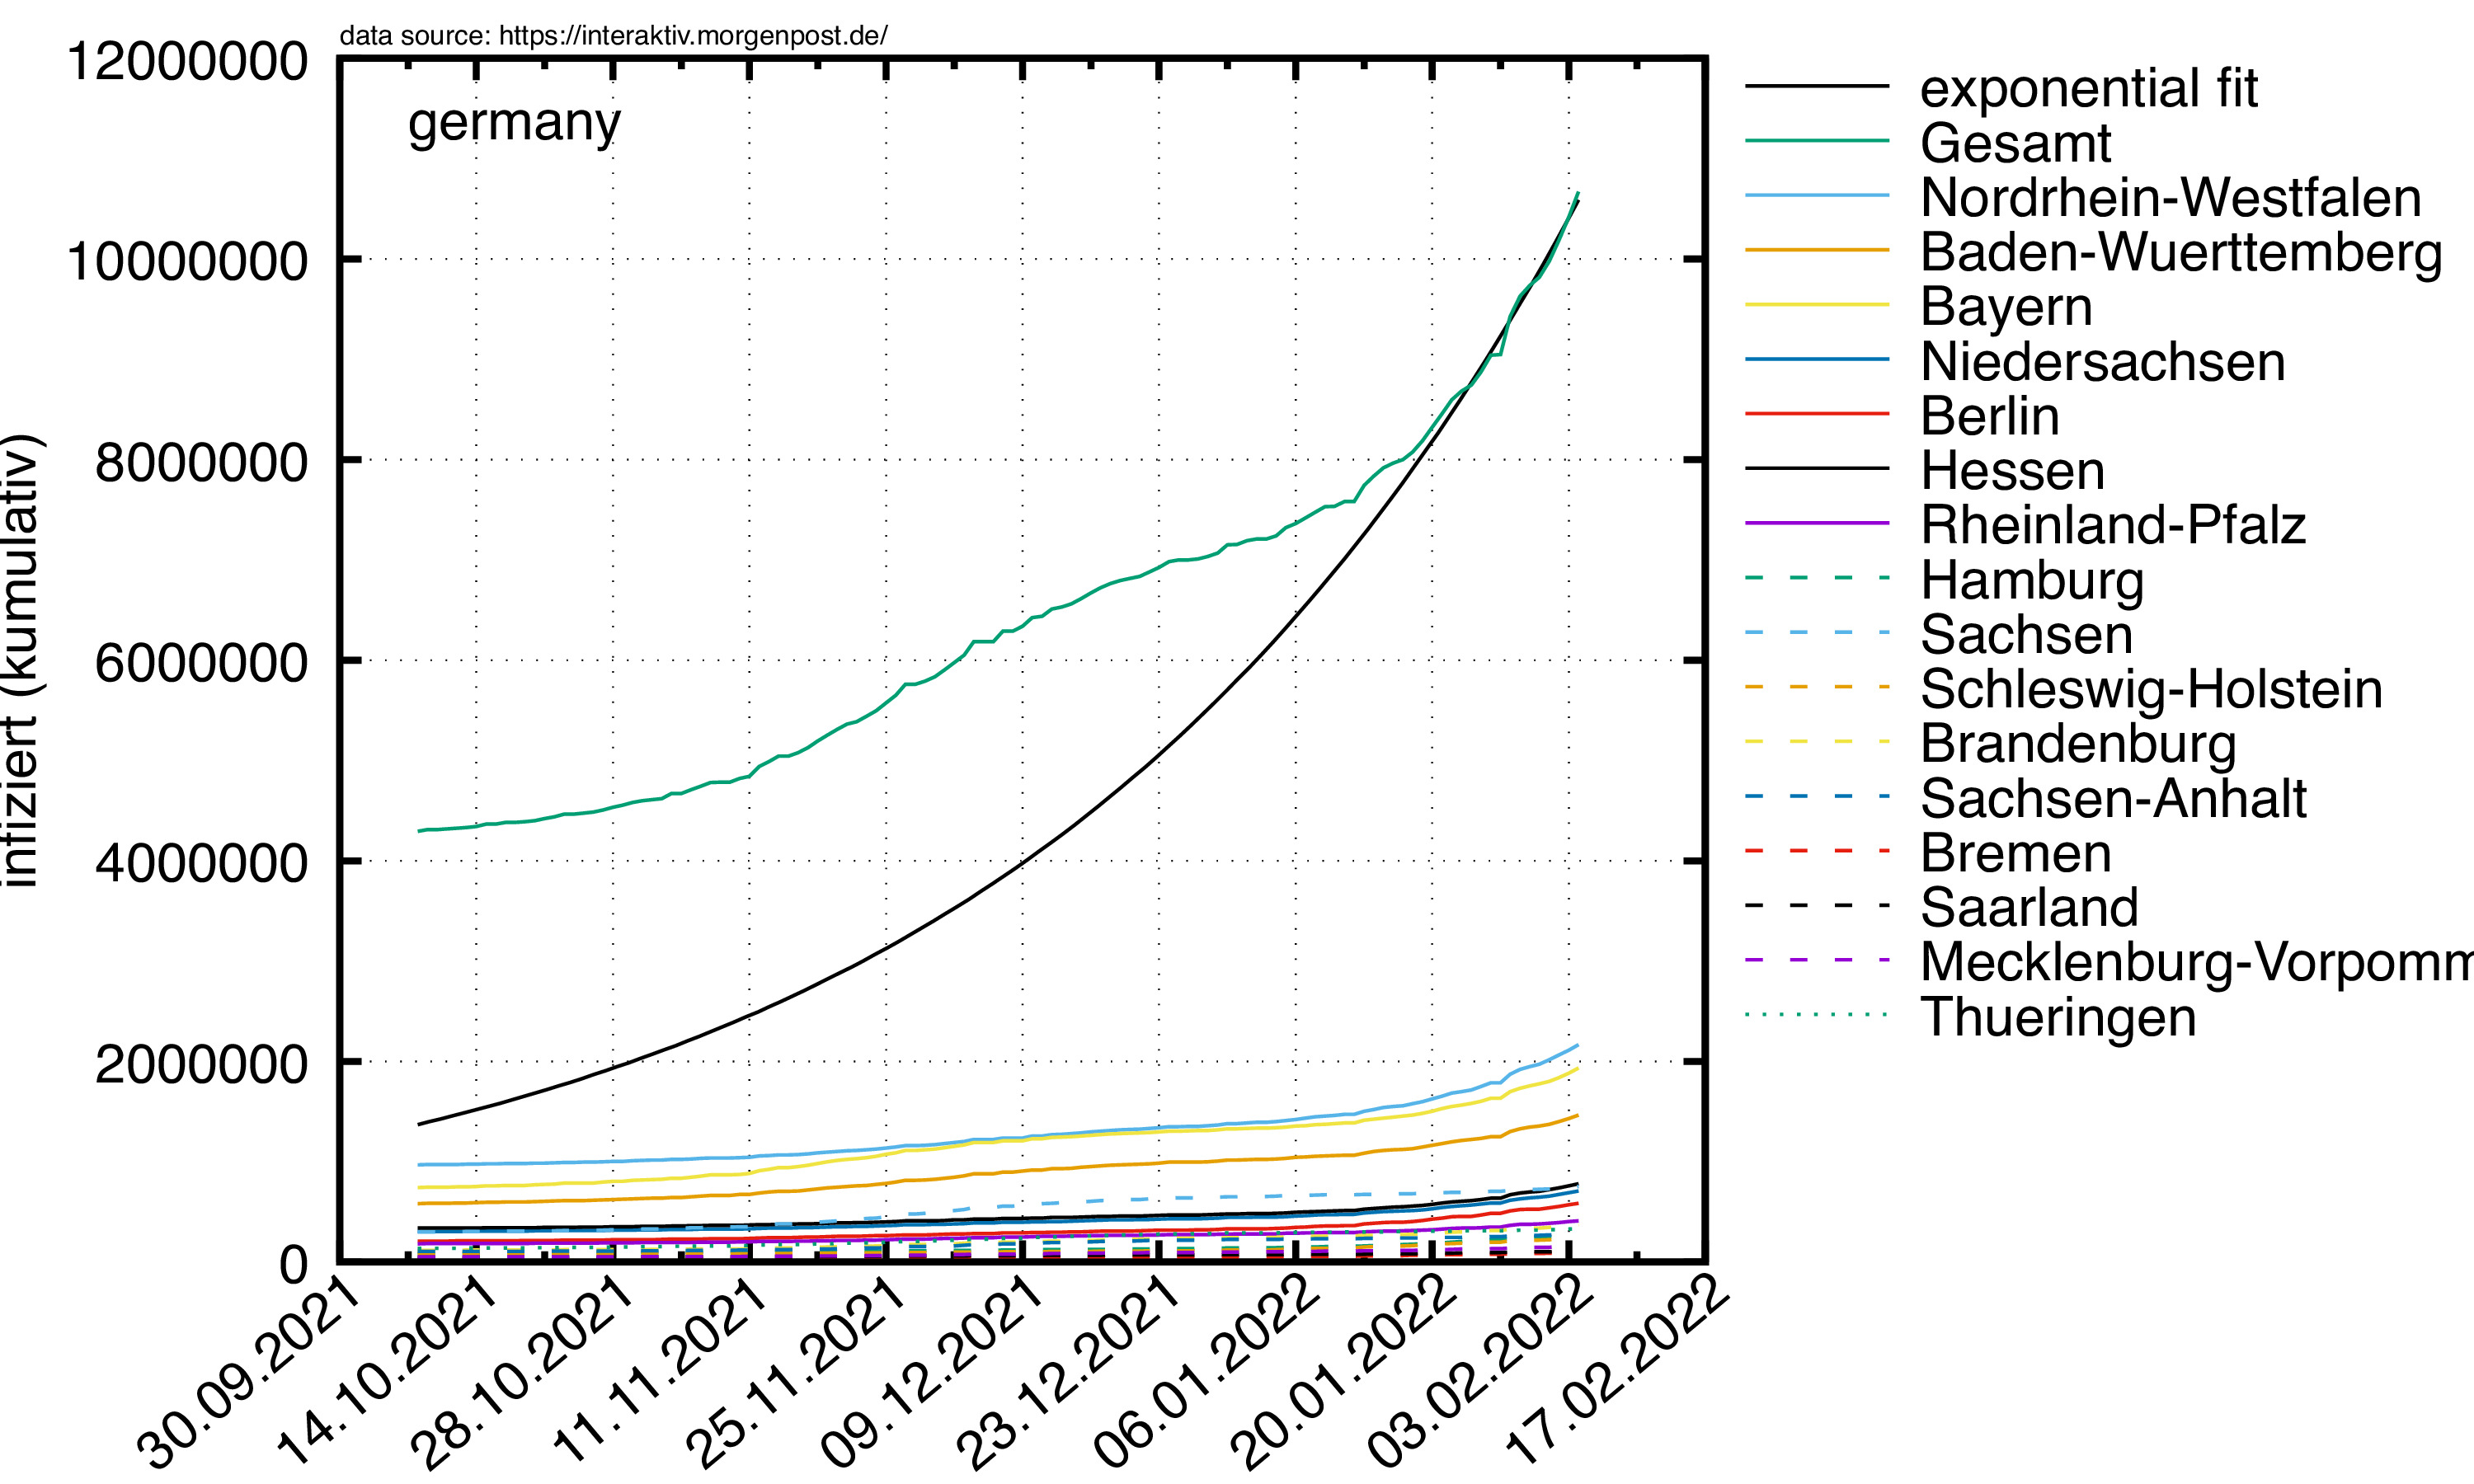 data source: https://interaktiv.morgenpost.de/
germany
infiziert (kumulativ)
12000000
10000000
8000000
6000000
4000000
2000000
0
30.09.2021
14.10.2021
28.10.2021
11.11.2021
25.11.2021
09.12.2021
23.12.2021
06.01.2022
20.01.2022
03.02.2022
17.02.2022
exponential fit
Gesamt
Nordrhein-Westfalen
Baden-Wuerttemberg
Bayern
Niedersachsen
Berlin
Hessen
Rheinland-Pfalz
Hamburg
Sachsen
Schleswig-Holstein
Brandenburg
Sachsen-Anhalt
Bremen
Saarland
Mecklenburg-Vorpomm
Thueringen